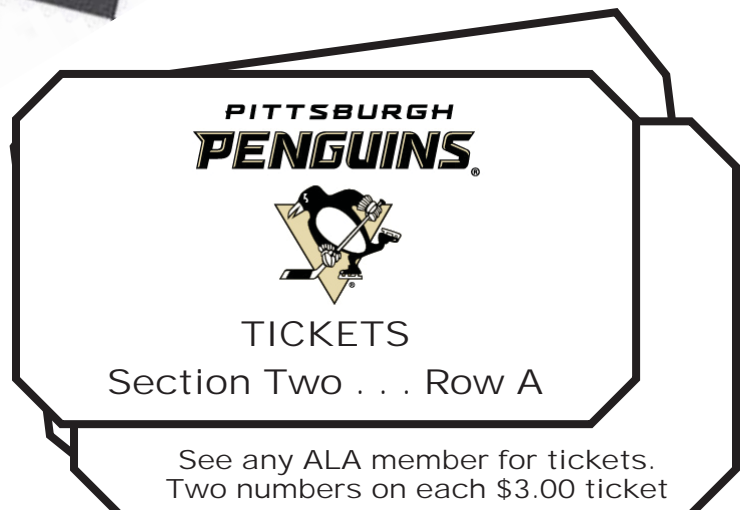 PITTSBURGH
PENGUINS®
®
TICKETS
Section Two . . . Row A
See any ALA member for tickets.
Two numbers on each $3.00 ticket